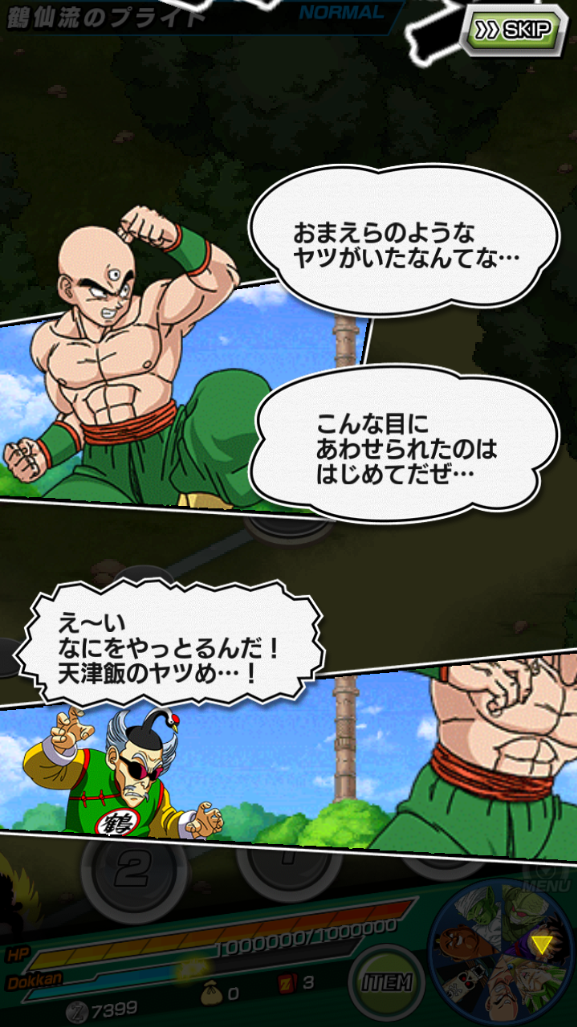 鶴仙流のプライド
NORMAL
SKIP
おまえらのような
ヤツがいたなんてな…
こんな目に
あわせられたのは
はじめてだぜ…
え～い
なにをやっとるんだ！
天津飯のヤツめ…！
鶴
2
1
MENU
HP
1000000/1000000
Dokkan
7399
0
3
ITEM